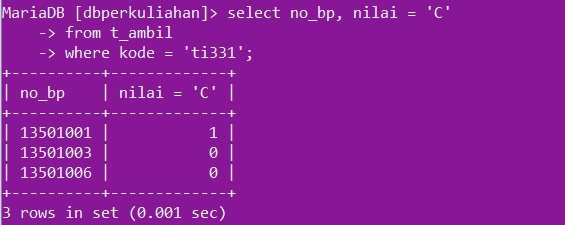 MariaDB [dbperkuliahan]> select no_bp, nilai = 'C'
    -> from t_ambil
    -> where kode = 'ti331';
+----------+-------------+
| no_bp    | nilai = 'C' |
+----------+-------------+
| 13501001 |           1 |
| 13501003 |           0 |
| 13501006 |           0 |
+----------+-------------+
3 rows in set (0.001 sec)